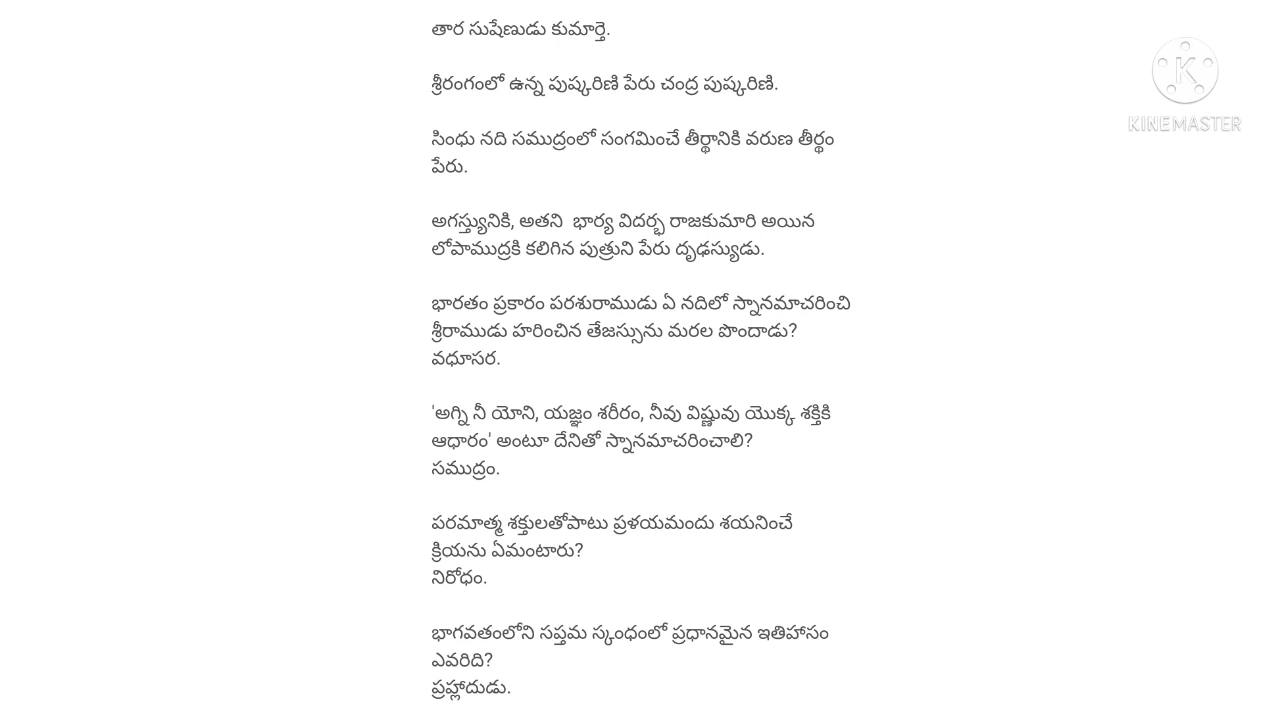 తార సుషేణుడు కుమార్తె.
శ్రీరంగంలో ఉన్న పుష్కరిణి పేరు చంద్ర పుష్కరిణి.
సింధు నది సముద్రంలో సంగమించే తీర్థానికి వరుణ తీర్థం
పేరు.
అగస్త్యునికి, అతని  భార్య విదర్భ రాజకుమారి అయిన
లోపాముద్రకి కలిగిన పుత్రుని పేరు దృఢస్యుడు.
భారతం ప్రకారం పరశురాముడు ఏ నదిలో స్నానమాచరించి
శ్రీరాముడు హరించిన తేజస్సును మరల పొందాడు?
వధూసర.
'అగ్ని నీ యోని, యజ్ఞం శరీరం, నీవు విష్ణువు యొక్క శక్తికి
ఆధారం' అంటూ దేనితో స్నానమాచరించాలి?
సముద్రం.
పరమాత్మ శక్తులతోపాటు ప్రళయమందు శయనించే
క్రియను ఏమంటారు?
నిరోధం.
భాగవతంలోని సప్తమ స్కంధంలో ప్రధానమైన ఇతిహాసం
ఎవరిది?
ప్రహ్లాదుడు.
KINEMASTER